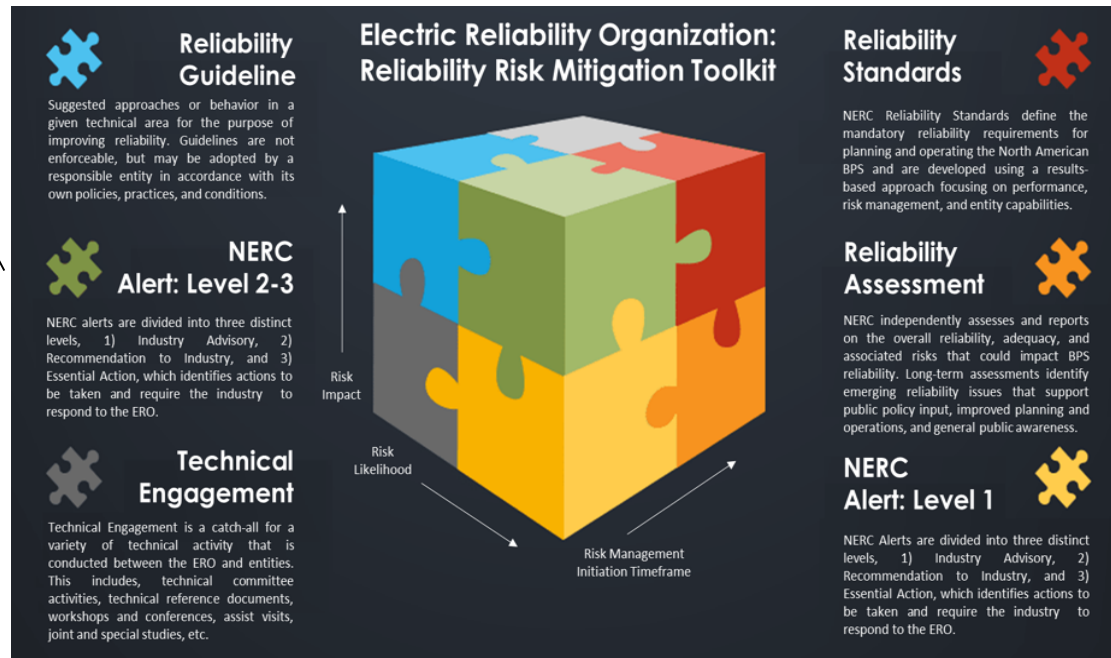 Electric Reliability Organization:
Reliability Risk Mitigation Toolkit
Reliability
Guideline
Suggested approaches or behavior in a
given technical area for the purpose of
improving reliability. Guidelines are not
enforceable, but may be adopted by a
responsible entity in accordance with its
own policies, practices, and conditions.
NERC
Alert: Level 2-3
NERC alerts are divided into three distinct
levels, 1) Industry Advisory, 2)
Recommendation to Industry, and 3)
Essential Action, which identifies actions to
be taken and require the industry to
respond to the ERO.
Technical
Engagement
Technical Engagement is a catch-all for a
variety of technical activity that is
conducted between the ERO and entities.
This includes, technical committee
activities, technical reference documents,
workshops and conferences, assist visits,
joint and special studies, etc.
Risk
Impact
Risk
Likelihood
Risk Management
Initiation Timeframe
Reliability
Standards
NERC Reliability Standards define the
mandatory reliability requirements for
planning and operating the North American
BPS and are developed using a results-
based approach focusing on performance,
risk management, and entity capabilities.
Reliability
Assessment
NERC independently assesses and reports
on the overall reliability, adequacy, and
associated risks that could impact BPS
reliability. Long-term assessments identify
emerging reliability issues that support
public policy input, improved planning and
operations, and general public awareness.
NERC
Alert: Level 1
NERC Alerts are divided into three distinct
levels, 1) Industry Advisory, 2)
Recommendation to Industry, and 3)
Essential Action, which identifies actions to
be taken and require the industry to
respond to the ERO.